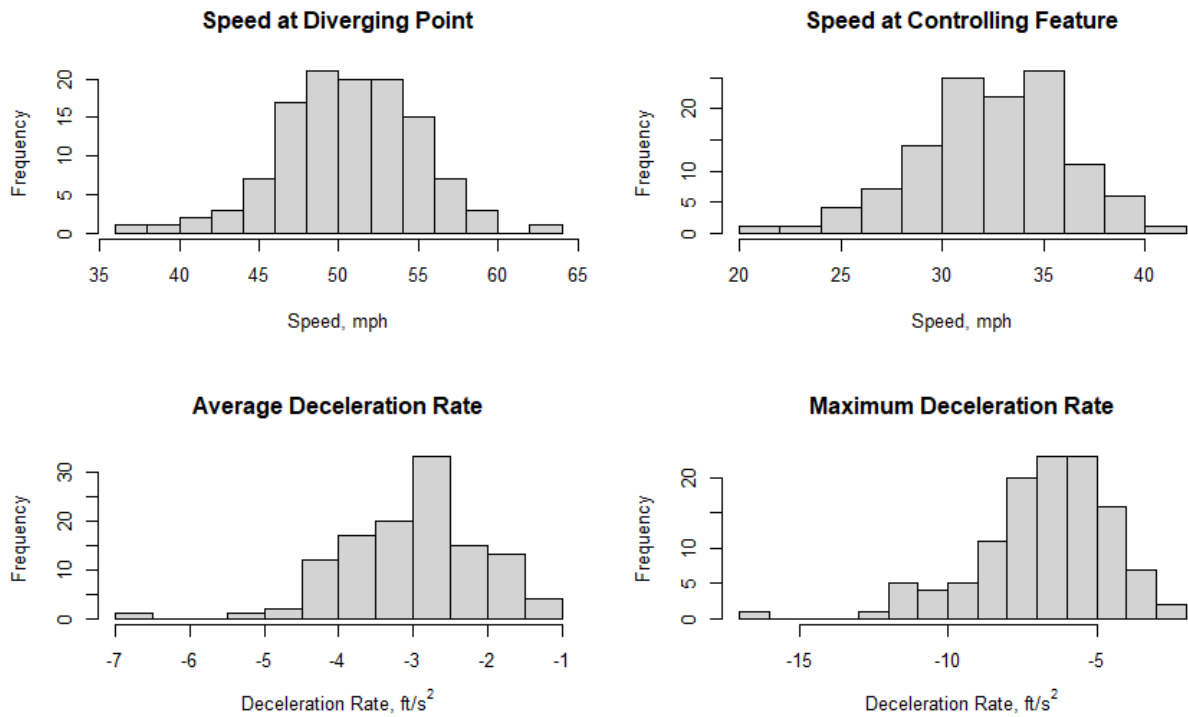 Speed at Diverging Point
Frequency
0 5 10 15 20
35 40 45 50 55 60 65
Speed, mph
Speed at Controlling Feature
Frequency
0 5 10 20
20 25 30 35 40
Speed, mph
Average Deceleration Rate
Frequency
0 10 20 30
-7 -6 -5 -4 -3 -2 -1
Deceleration Rate, ft/s²
Maximum Deceleration Rate
Frequency
0 5 10 20
-15 -10 -5
Deceleration Rate, ft/s²